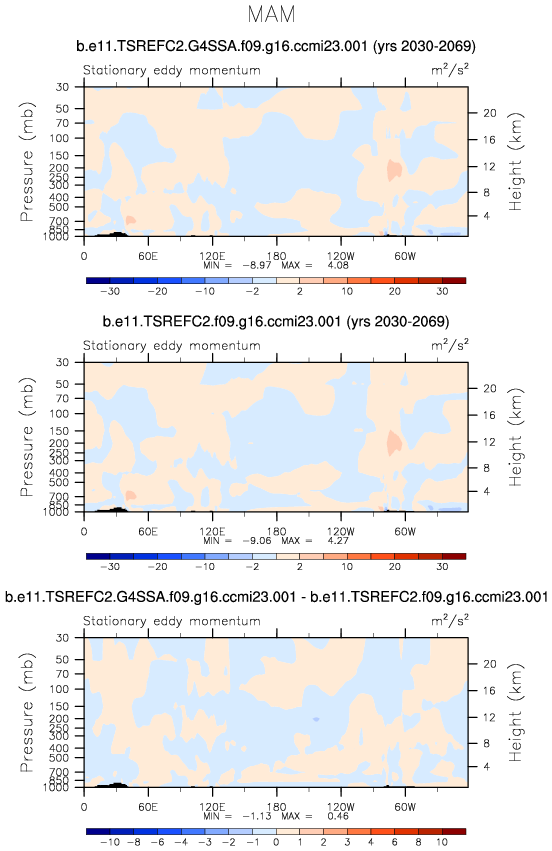 MAM
b.e11.TSREFC2.G4SSA.f09.g16.ccmi23.001 (yrs 2030-2069)
Stationary eddy momentum m²/s²
Pressure (mb)
30
50
70
100
150
200
250
300
400
500
700
850
1000
20
16
12
8
4
Height (km)
0 60E 120E 180 120W 60W
MIN = -8.97 MAX = 4.08
-30 -20 -10 -2 2 10 20 30
b.e11.TSREFC2.f09.g16.ccmi23.001 (yrs 2030-2069)
Stationary eddy momentum m²/s²
Pressure (mb)
30
50
70
100
150
200
250
300
400
500
700
850
1000
20
16
12
8
4
Height (km)
0 60E 120E 180 120W 60W
MIN = -9.06 MAX = 4.27
-30 -20 -10 -2 2 10 20 30
b.e11.TSREFC2.G4SSA.f09.g16.ccmi23.001 - b.e11.TSREFC2.f09.g16.ccmi23.001
Stationary eddy momentum m²/s²
Pressure (mb)
30
50
70
100
150
200
250
300
400
500
700
850
1000
20
16
12
8
4
Height (km)
0 60E 120E 180 120W 60W
MIN = -1.13 MAX = 0.46
-10 -8 -6 -4 -3 -2 -1 0 1 2 3 4 6 8 10